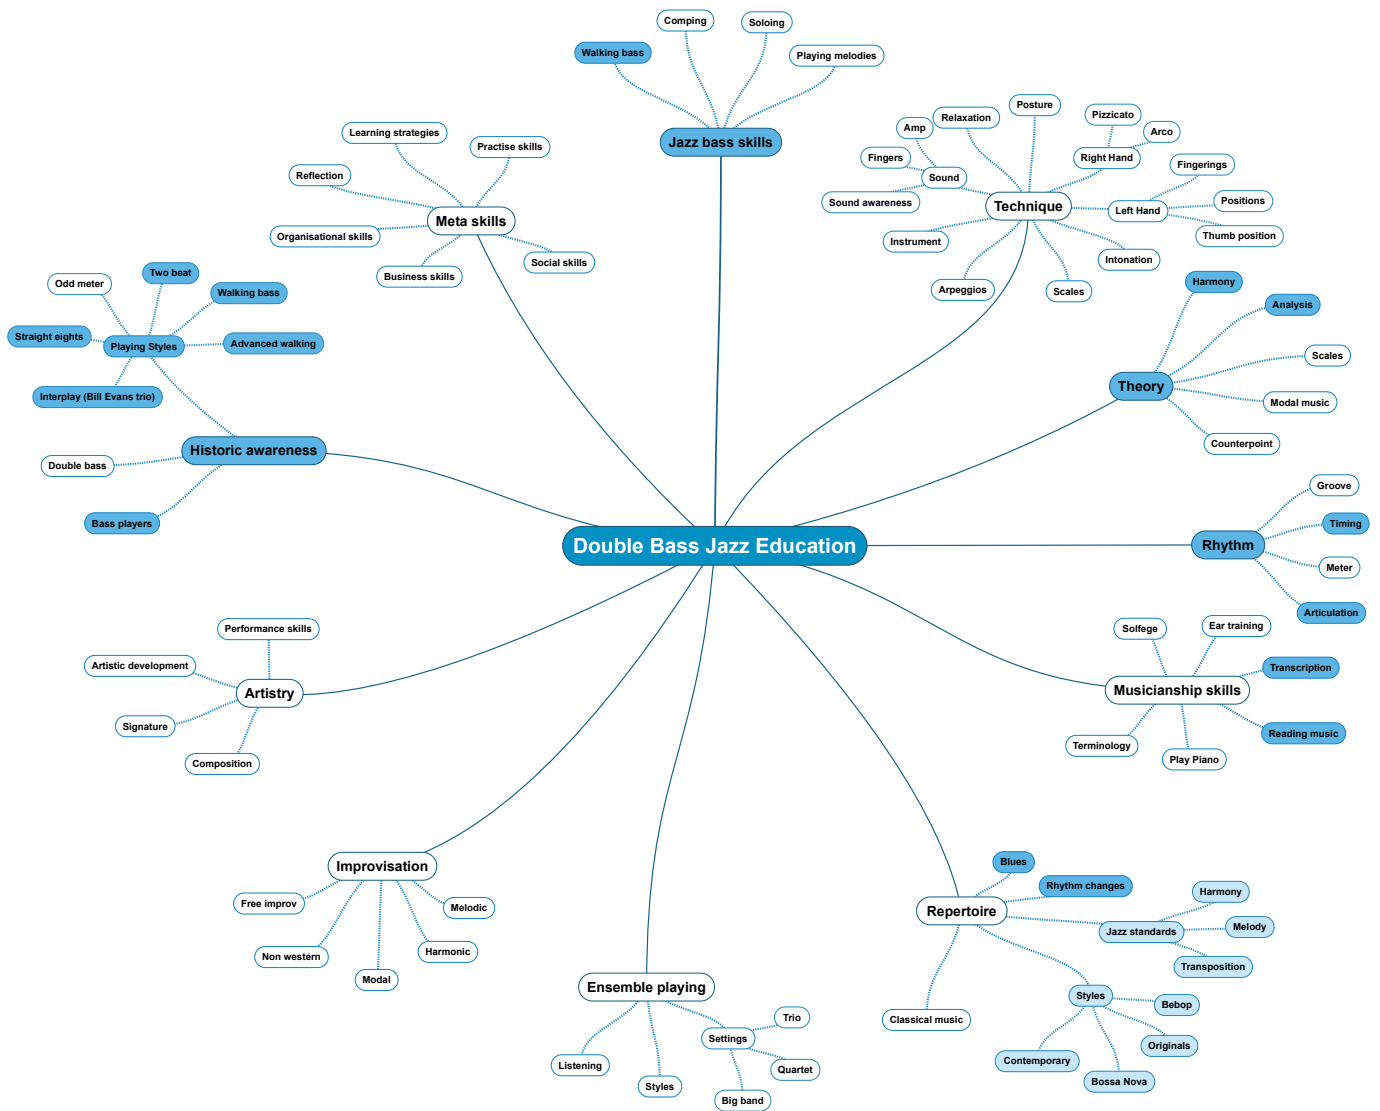 Comping
Soloing
Walking bass
Playing melodies
Jazz bass skills
Learning strategies
Practise skills
Reflection
Meta skills
Organisational skills
Business skills
Social skills
Posture
Relaxation
Pizzicato
Amp
Arco
Fingers
Right Hand
Fingerings
Sound
Sound awareness
Technique
Left Hand
Positions
Thumb position
Instrument
Intonation
Arpeggios
Scales
Odd meter
Two beat
Walking bass
Straight eights
Playing Styles
Advanced walking
Interplay (Bill Evans trio)
Historic awareness
Double bass
Bass players
Harmony
Analysis
Scales
Theory
Modal music
Counterpoint
Double Bass Jazz Education
Groove
Timing
Rhythm
Meter
Articulation
Solfege
Ear training
Transcription
Musicianship skills
Reading music
Terminology
Play Piano
Performance skills
Artistic development
Artistry
Signature
Composition
Improvisation
Free improv
Melodic
Non western
Harmonic
Modal
Ensemble playing
Trio
Settings
Listening
Quartet
Styles
Big band
Blues
Rhythm changes
Harmony
Repertoire
Jazz standards
Melody
Transposition
Styles
Bebop
Classical music
Originals
Contemporary
Bossa Nova